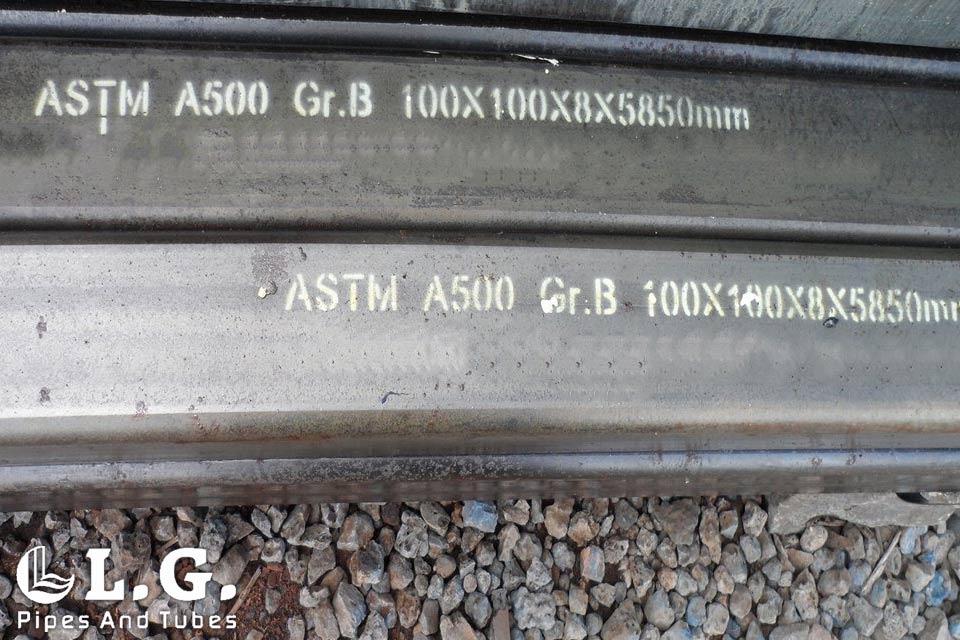 ASTM A500 Gr.B 100X100X8X5850mm
ASTM A500 Gr.B 100X100X8X5850mm
L.G.
Pipes And Tubes